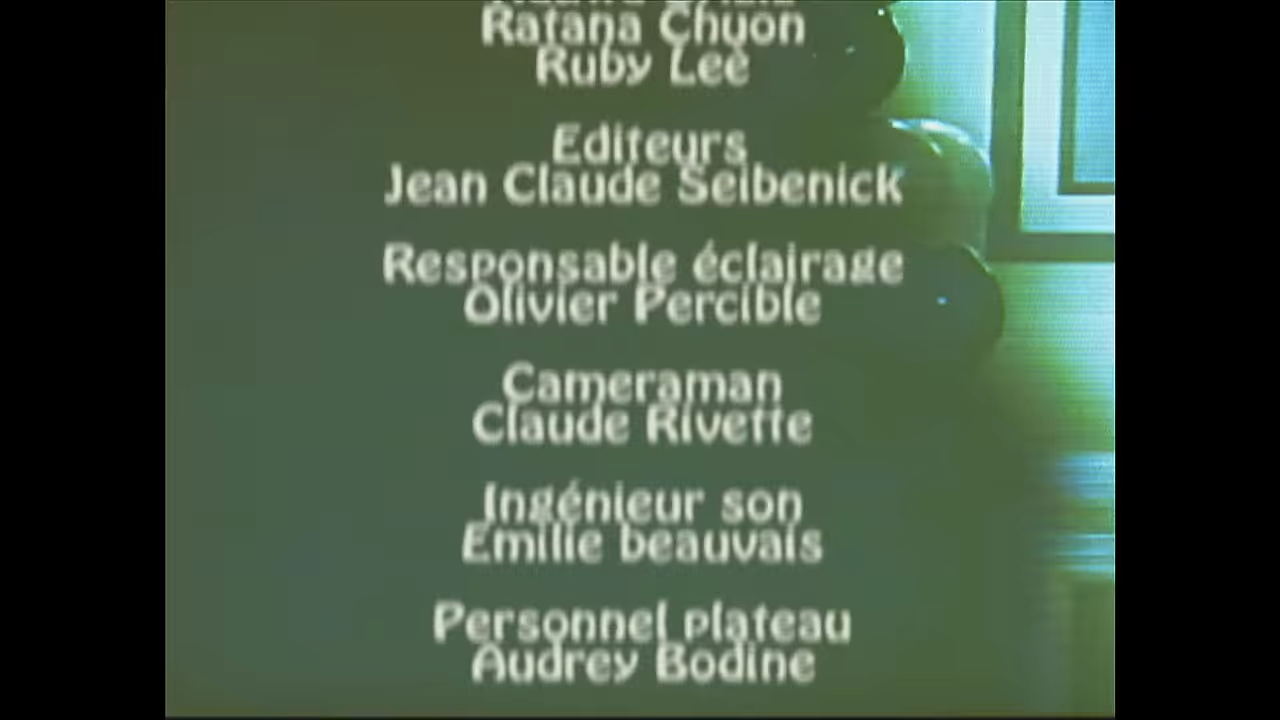 Ratana Chuon
Ruby Lee
Editeurs
Jean Claude Seibenick
Responsable éclairage
Olivier Percible
Cameraman
Claude Rivette
Ingénieur son
Emilie beauvais
Personnel plateau
Audrey Bodine